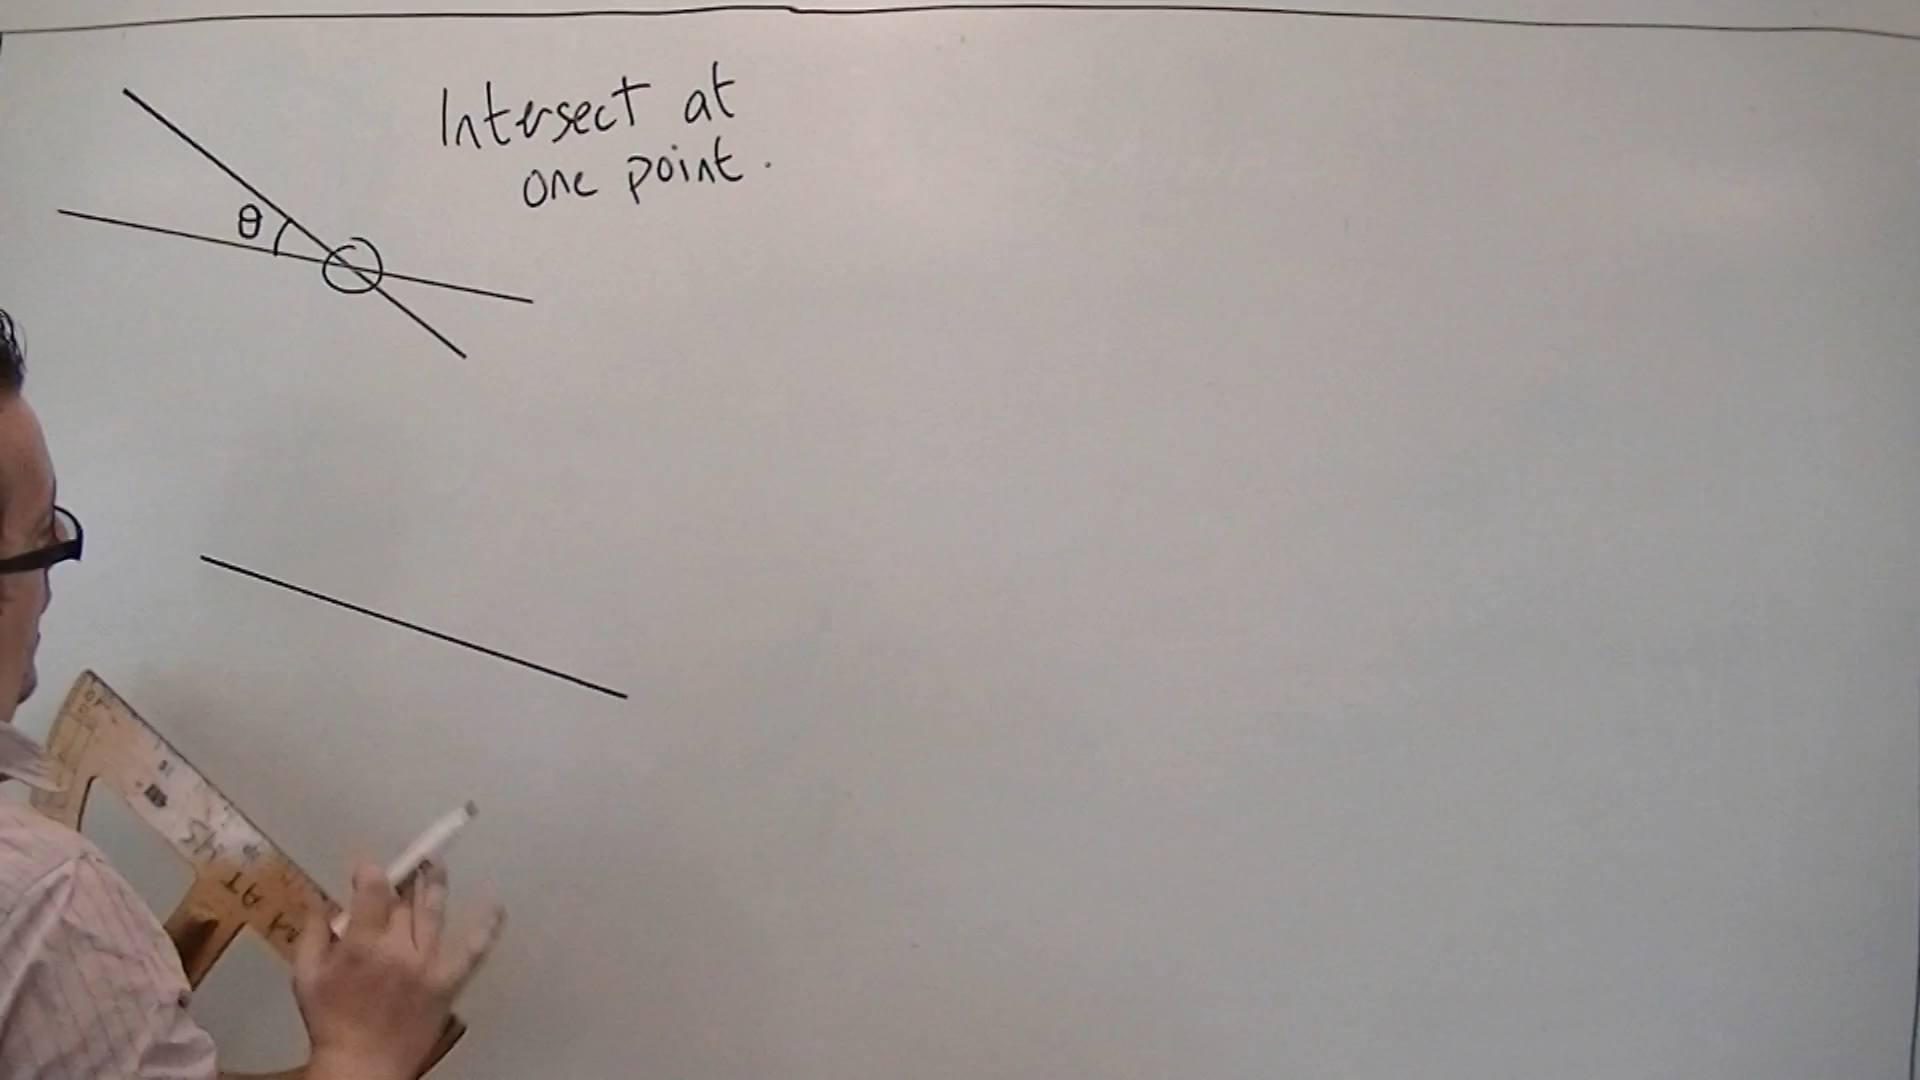 Intersect at
one point.
θ